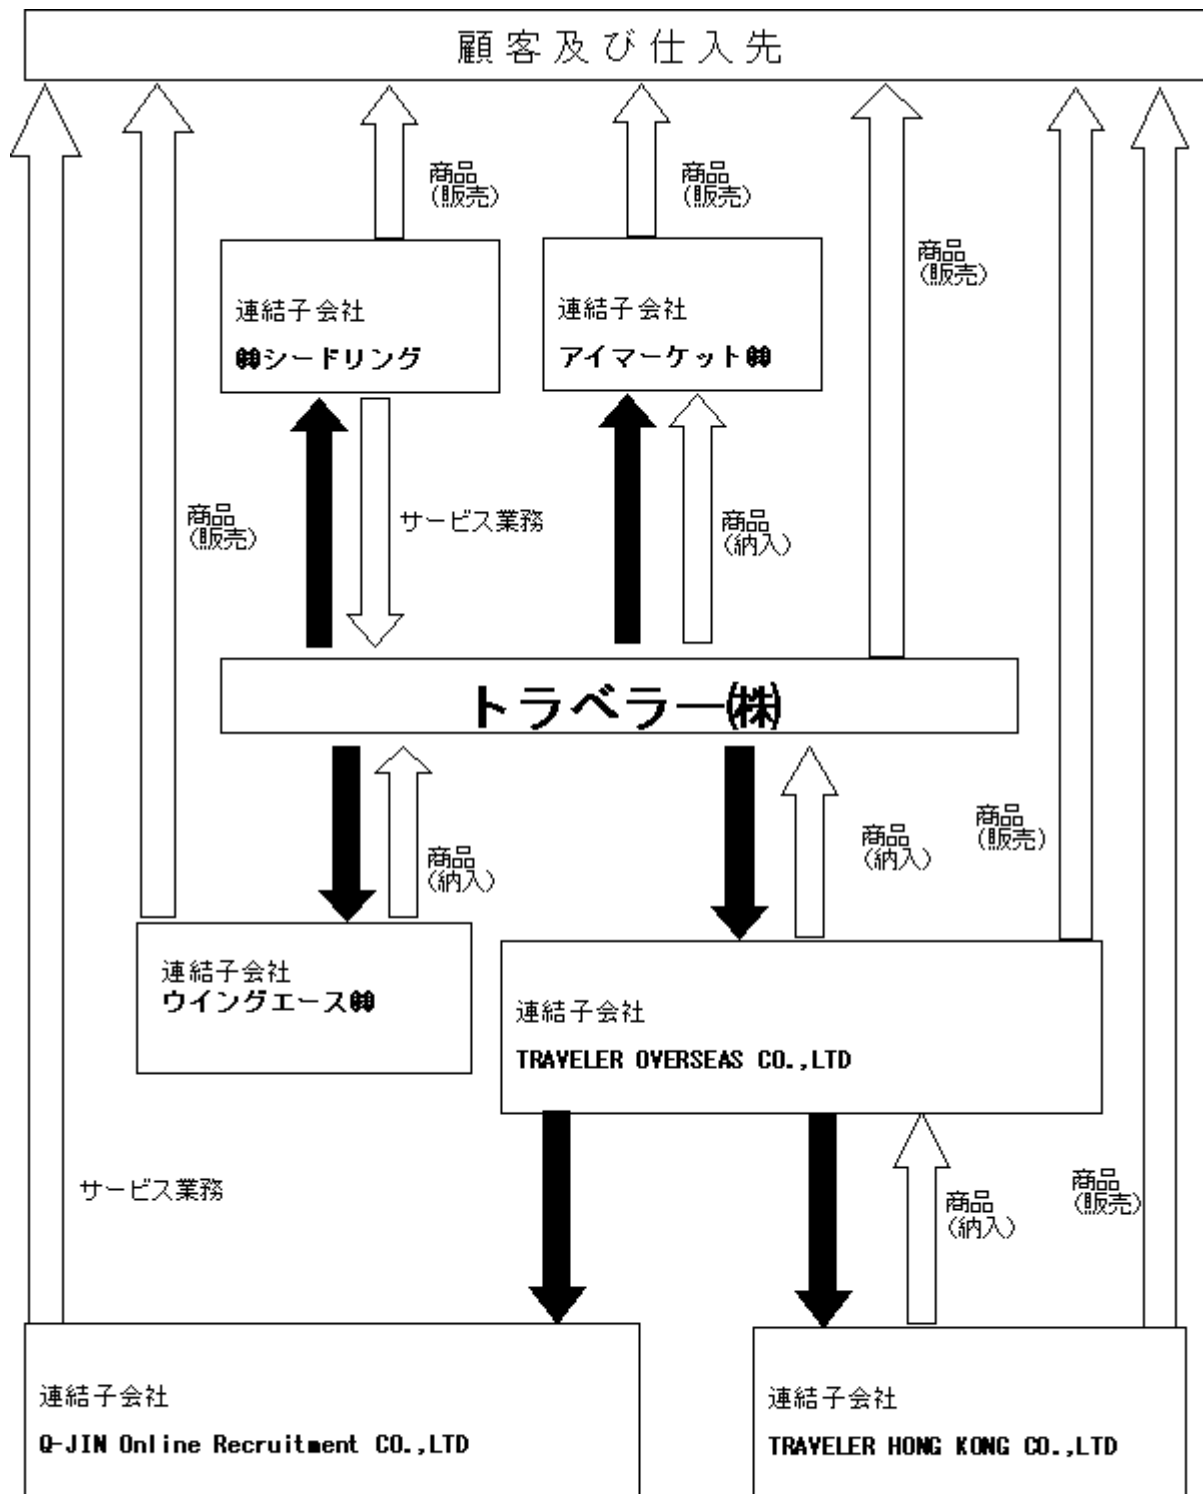 顧客及び仕入先
商品
(販売)
商品
(販売)
商品
(販売)
連結子会社
㈱シードリング
連結子会社
アイマーケット㈱
商品
(販売)
サービス業務
商品
(納入)
トラベラー㈱
商品
(納入)
商品
(納入)
商品
(販売)
連結子会社
ウイングエース㈱
連結子会社
TRAVELER OVERSEAS CO.,LTD
サービス業務
商品
(納入)
商品
(販売)
連結子会社
Q-JIN Online Recruitment CO.,LTD
連結子会社
TRAVELER HONG KONG CO.,LTD